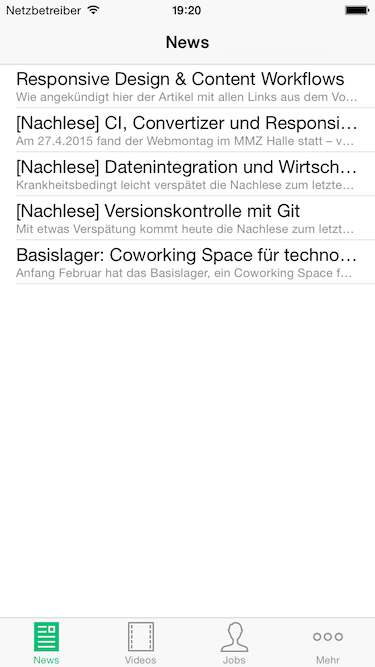 Netzbetreiber 19:20
News
Responsive Design & Content Workflows
Wie angekündigt hier der Artikel mit allen Links aus dem Vo…
[Nachlese] CI, Convertizer und Responsi…
Am 27.4.2015 fand der Webmontag im MMZ Halle statt – v…
[Nachlese] Datenintegration und Wirtsch…
Krankheitsbedingt leicht verspätet die Nachlese zum letzte…
[Nachlese] Versionskontrolle mit Git
Mit etwas Verspätung kommt heute die Nachlese zum letzt…
Basislager: Coworking Space für techno…
Anfang Februar hat das Basislager, ein Coworking Space f…
News Videos Jobs Mehr